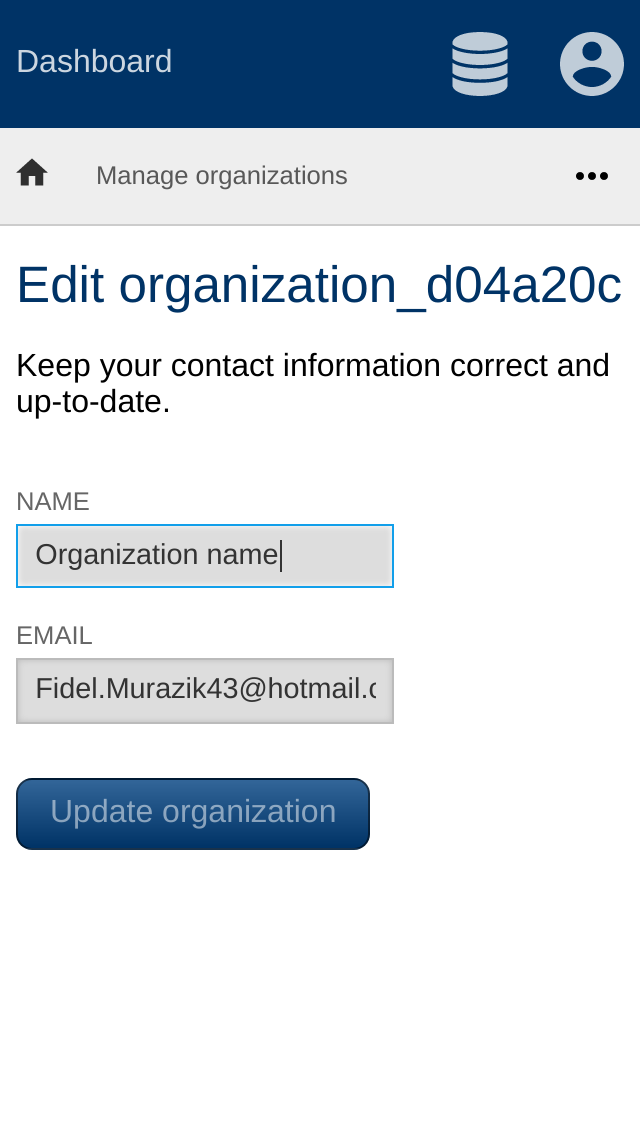 Dashboard
Manage organizations
Edit organization_d04a20c
Keep your contact information correct and
up-to-date.
NAME
Organization name
EMAIL
Fidel.Murazik43@hotmail.c
Update organization